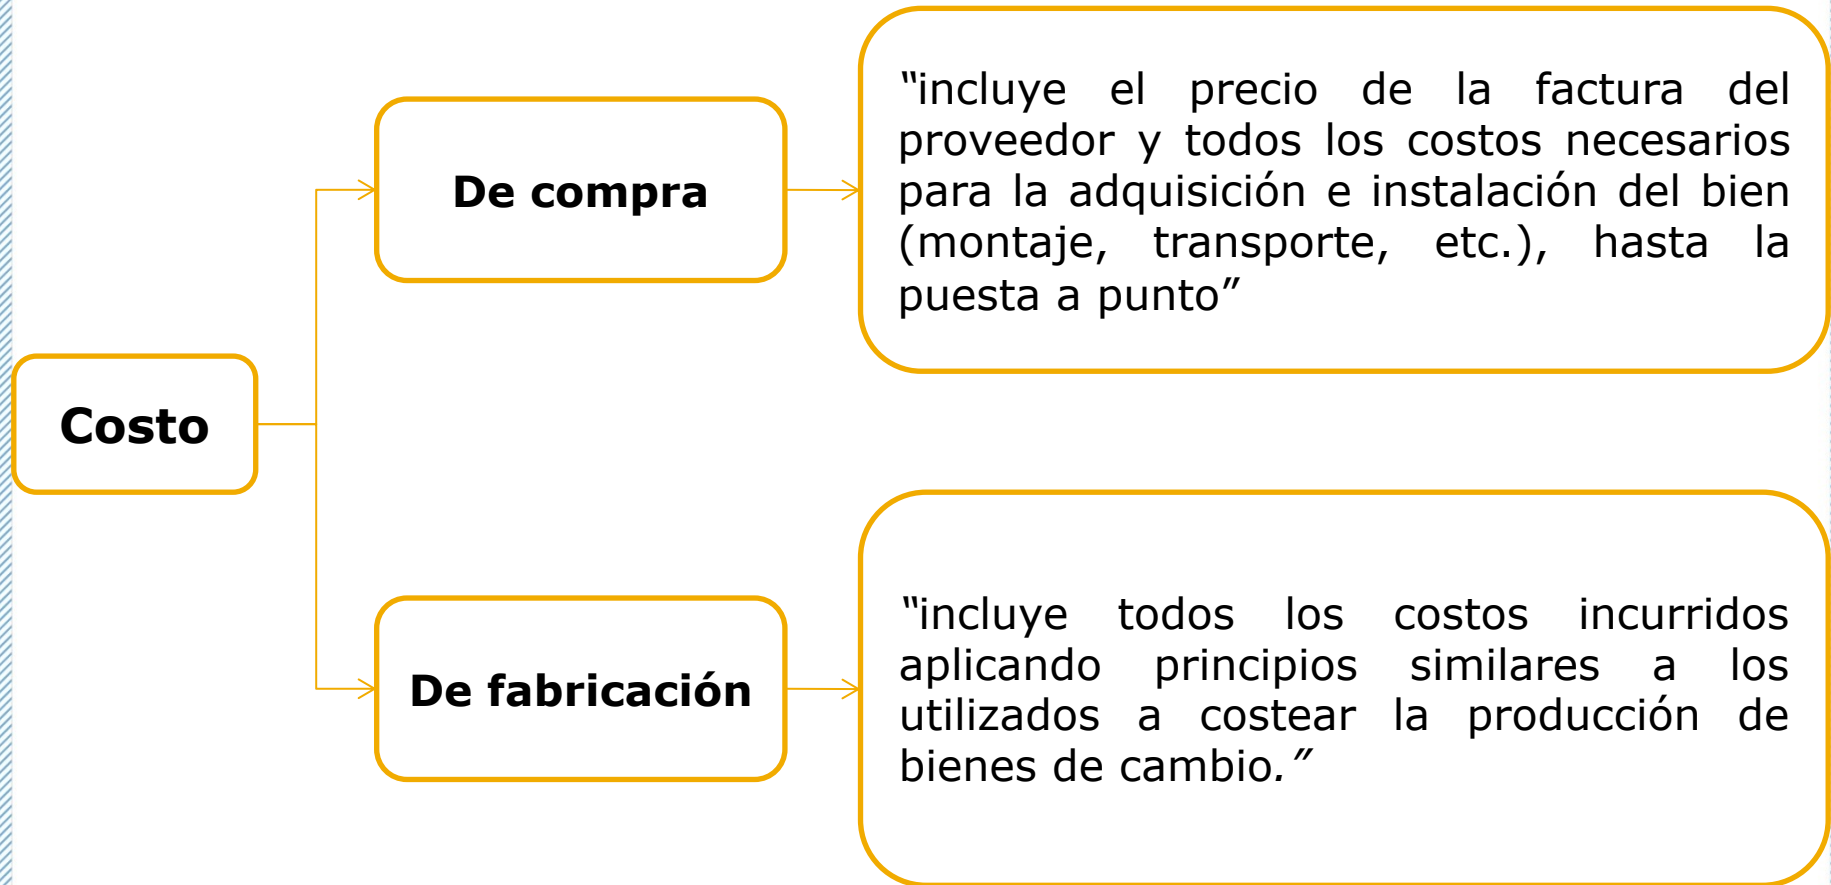 Costo
De compra
“incluye el precio de la factura del
proveedor y todos los costos necesarios
para la adquisición e instalación del bien
(montaje, transporte, etc.), hasta la
puesta a punto”
De fabricación
“incluye todos los costos incurridos
aplicando principios similares a los
utilizados a costear la producción de
bienes de cambio.”